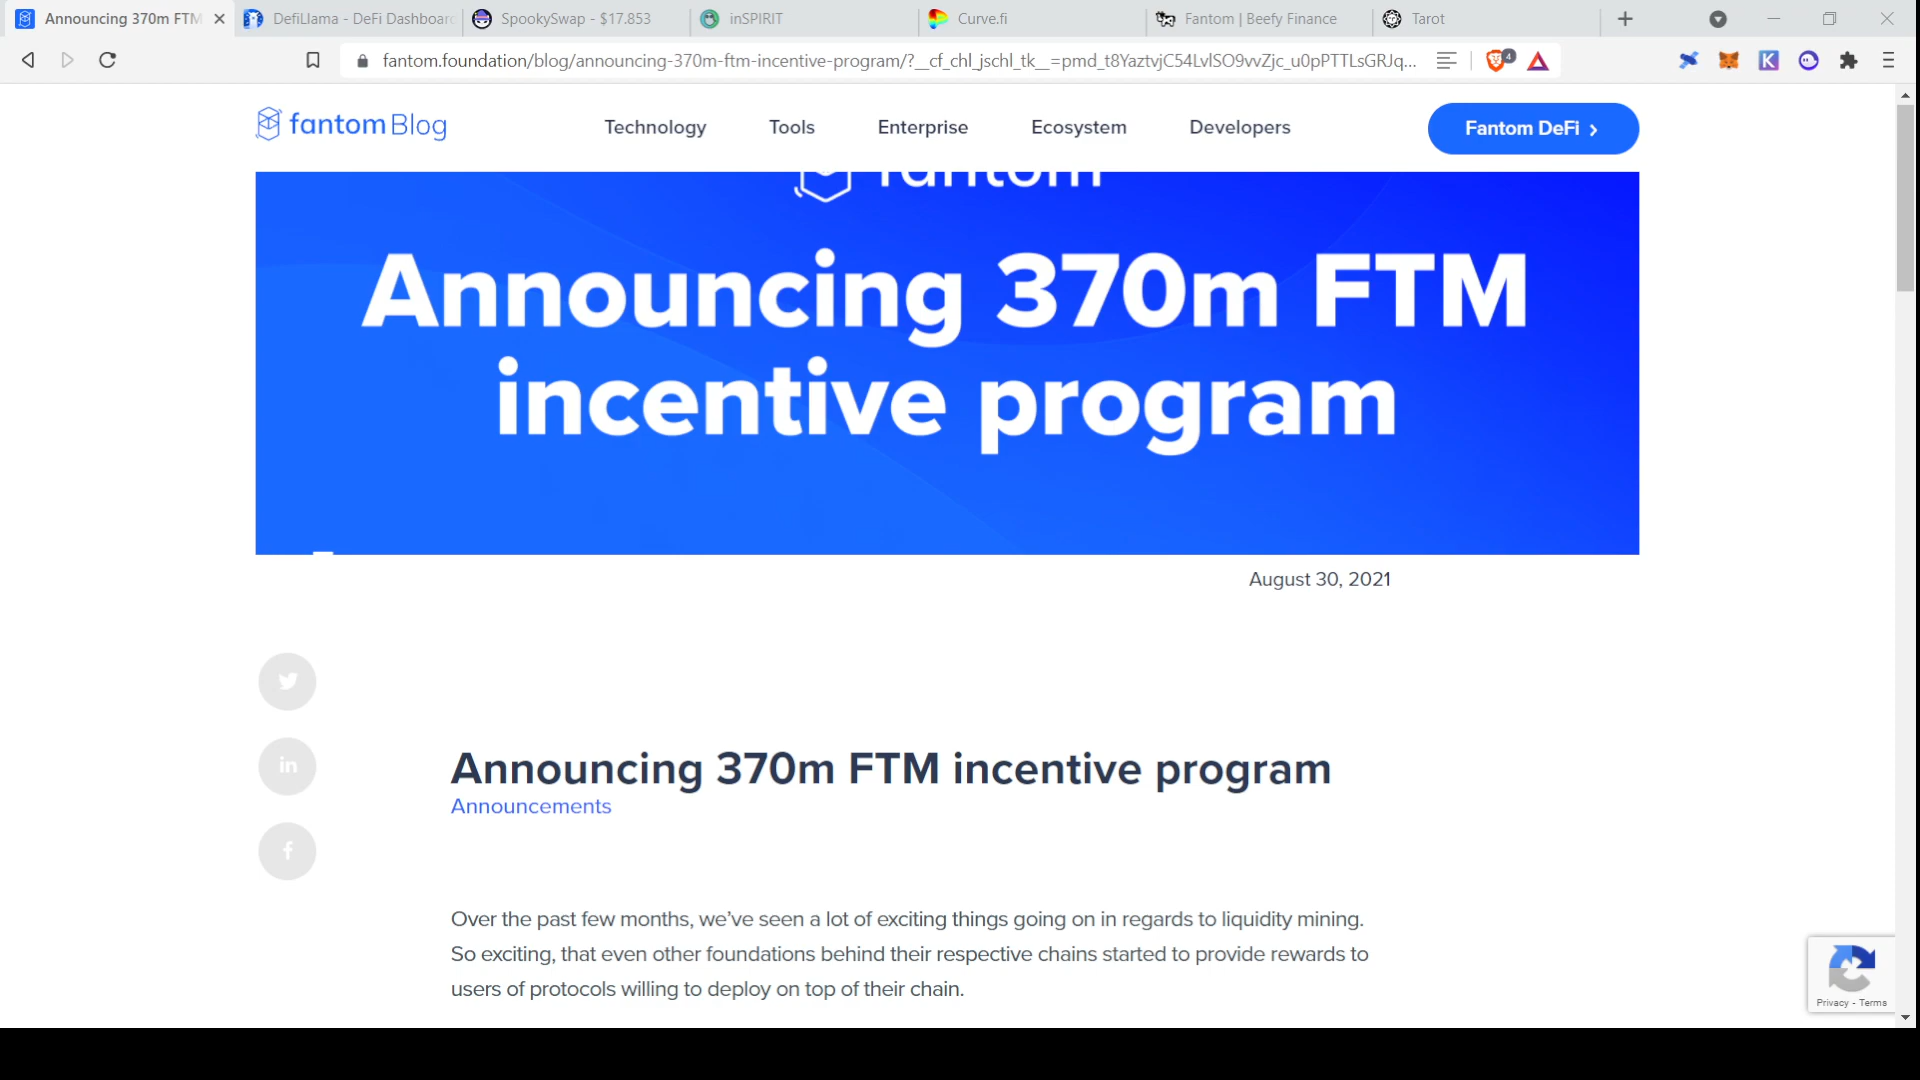 Announcing 370m FTM
DefiLlama - DeFi Dashboard
SpookySwap - $17.853
inSPIRIT
Curve.fi
Fantom | Beefy Finance
Tarot
fantom.foundation/blog/announcing-370m-ftm-incentive-program/?__cf_chl_jschl_tk__=pmd_t8YaztvjC54LvlSO9vvZjc_u0pPTTLsGRJq...
4
fantom Blog
Technology
Tools
Enterprise
Ecosystem
Developers
Fantom DeFi
fantom
Announcing 370m FTM
incentive program
August 30, 2021
Announcing 370m FTM incentive program
Announcements
Over the past few months, we’ve seen a lot of exciting things going on in regards to liquidity mining.
So exciting, that even other foundations behind their respective chains started to provide rewards to
users of protocols willing to deploy on top of their chain.
Privacy - Terms